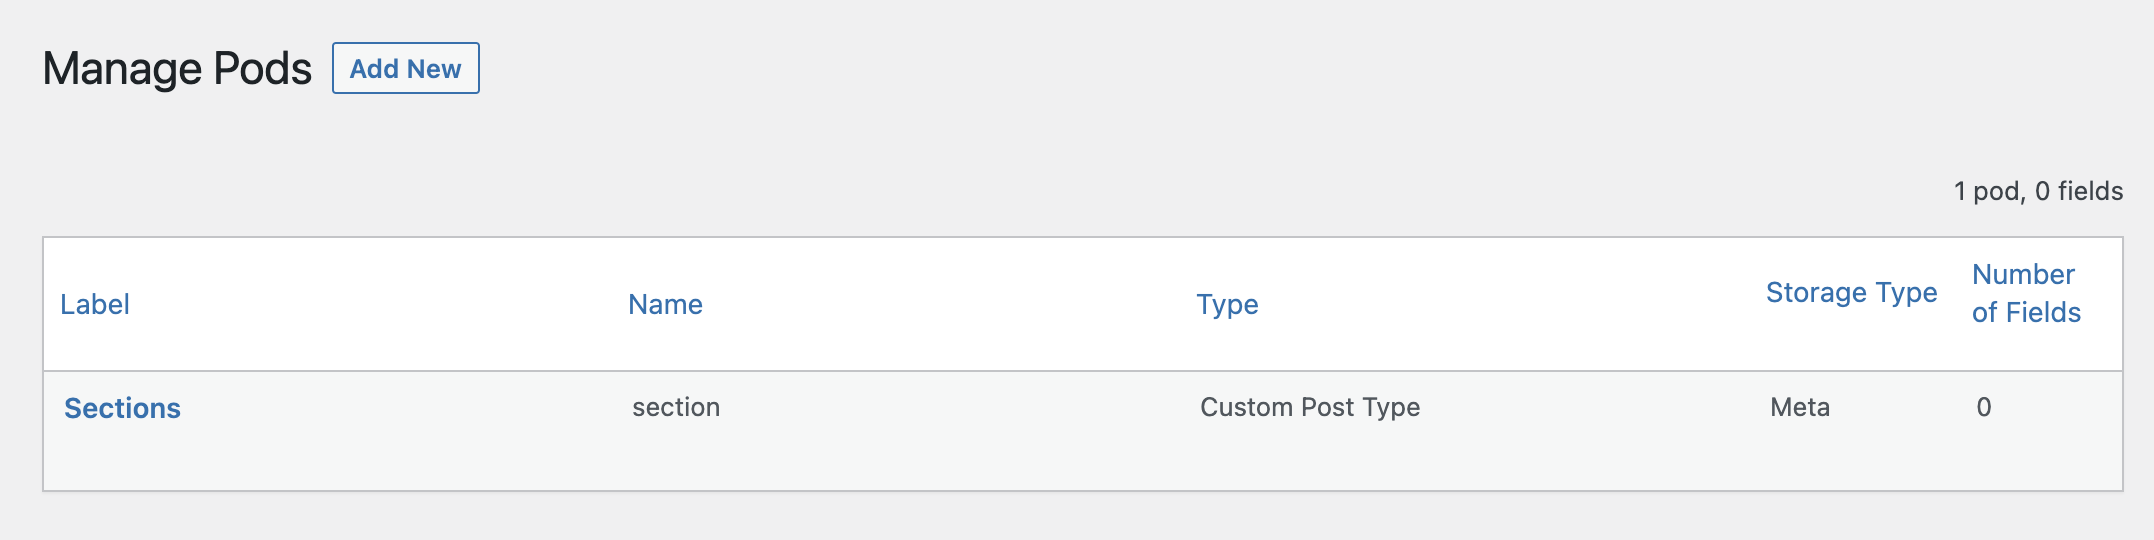 Manage Pods Add New
1 pod, 0 fields
Label Name Type Storage Type Number of Fields
Sections section Custom Post Type Meta 0